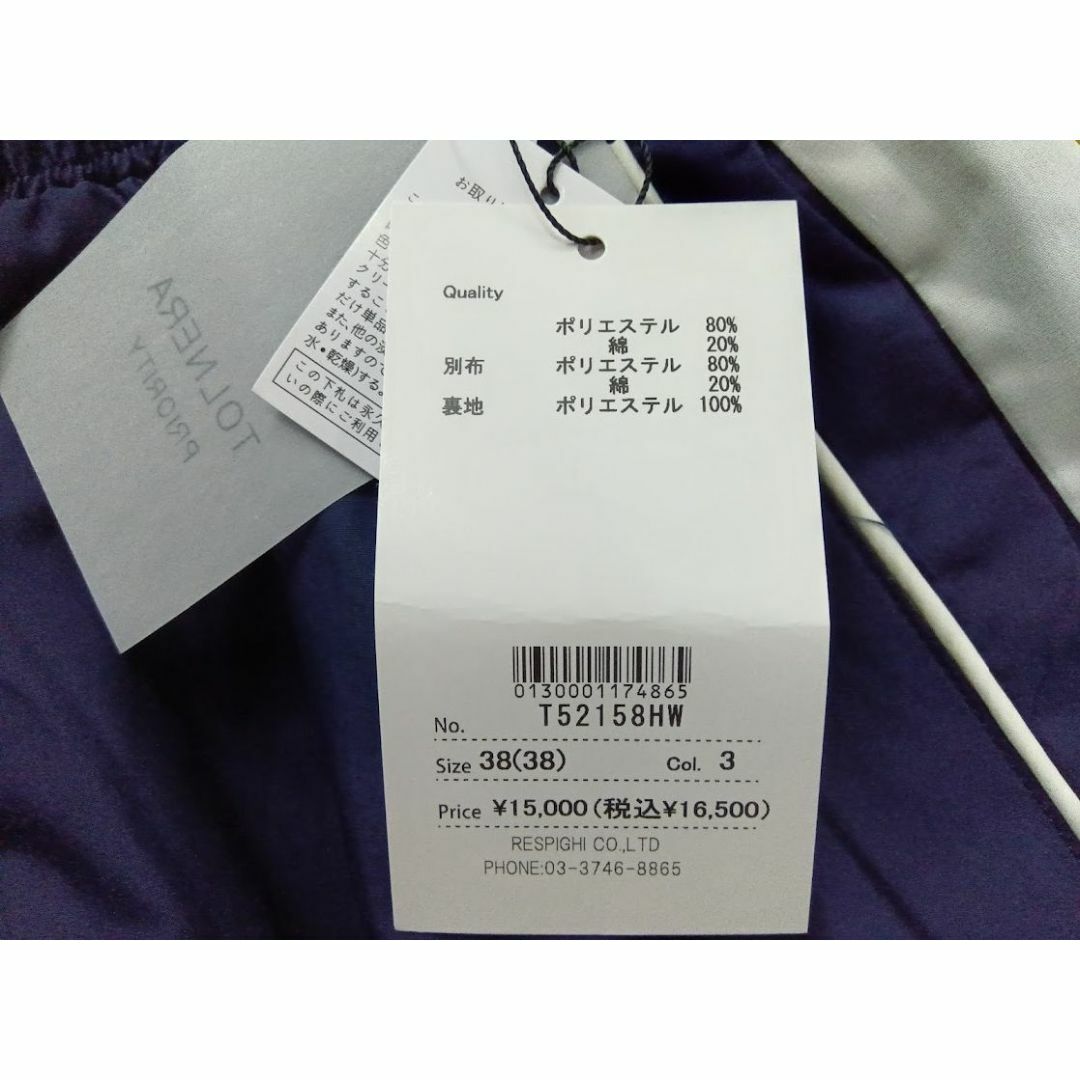 Quality
ポリエステル 80%
綿 20%
別布 ポリエステル 80%
綿 20%
裏地 ポリエステル 100%
0130001174865
No. T52158HW
Size 38(38) Col. 3
Price ¥15,000(税込¥16,500)
RESPIGHI CO.,LTD
PHONE:03-3746-8865
TOLNERA
PRIORITY
お取り
色
十分
クリー
するこ
だけ単品
また、他の
ありますので
水・乾燥)する。
この下札は永久
いの際にご利用